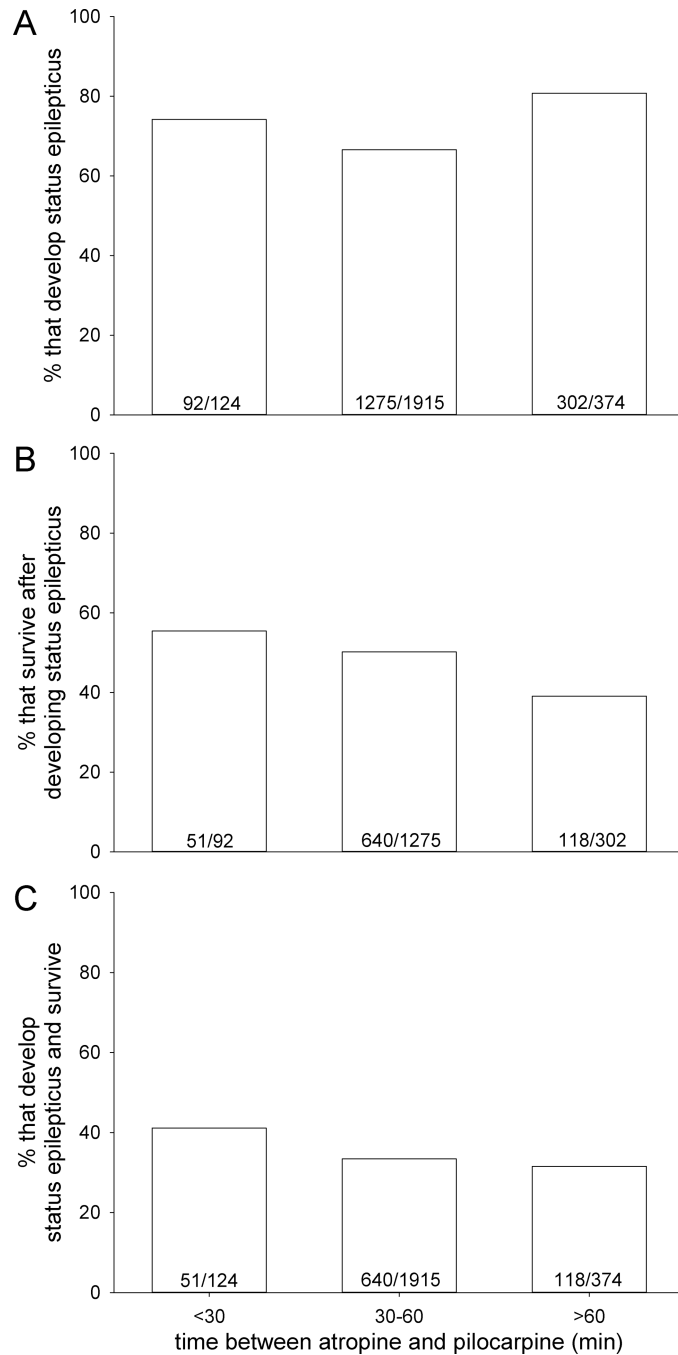 A
% that develop status epilepticus
100
80
60
40
20
0
92/124 1275/1915 302/374
B
% that survive after
developing status epilepticus
100
80
60
40
20
0
51/92 640/1275 118/302
C
% that develop
status epilepticus and survive
100
80
60
40
20
0
51/124 640/1915 118/374
<30 30-60 >60
time between atropine and pilocarpine (min)